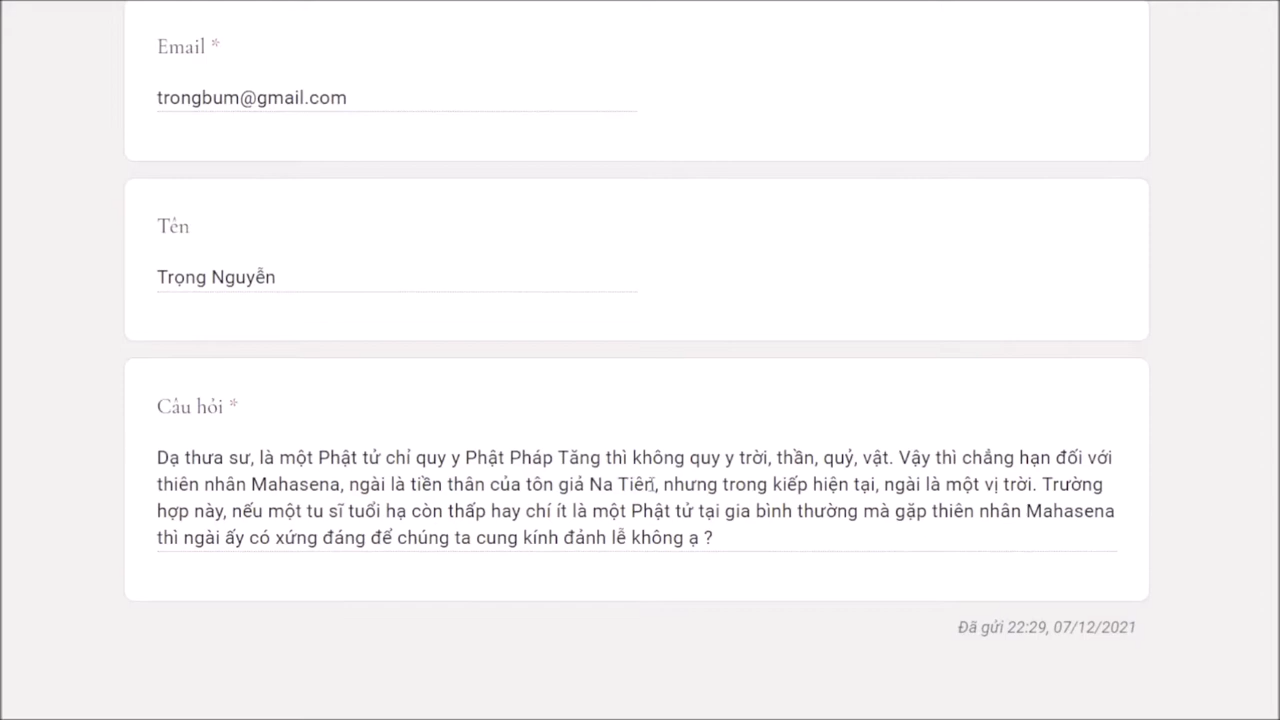 Email *
trongbum@gmail.com
Tên
Trọng Nguyễn
Câu hỏi *
Dạ thưa sư, là một Phật tử chỉ quy y Phật Pháp Tăng thì không quy y trời, thần, quỷ, vật. Vậy thì chẳng hạn đối với
thiên nhân Mahasena, ngài là tiền thân của tôn giả Na Tiên, nhưng trong kiếp hiện tại, ngài là một vị trời. Trường
hợp này, nếu một tu sĩ tuổi hạ còn thấp hay chí ít là một Phật tử tại gia bình thường mà gặp thiên nhân Mahasena
thì ngài ấy có xứng đáng để chúng ta cung kính đảnh lễ không ạ ?
Đã gửi 22:29, 07/12/2021